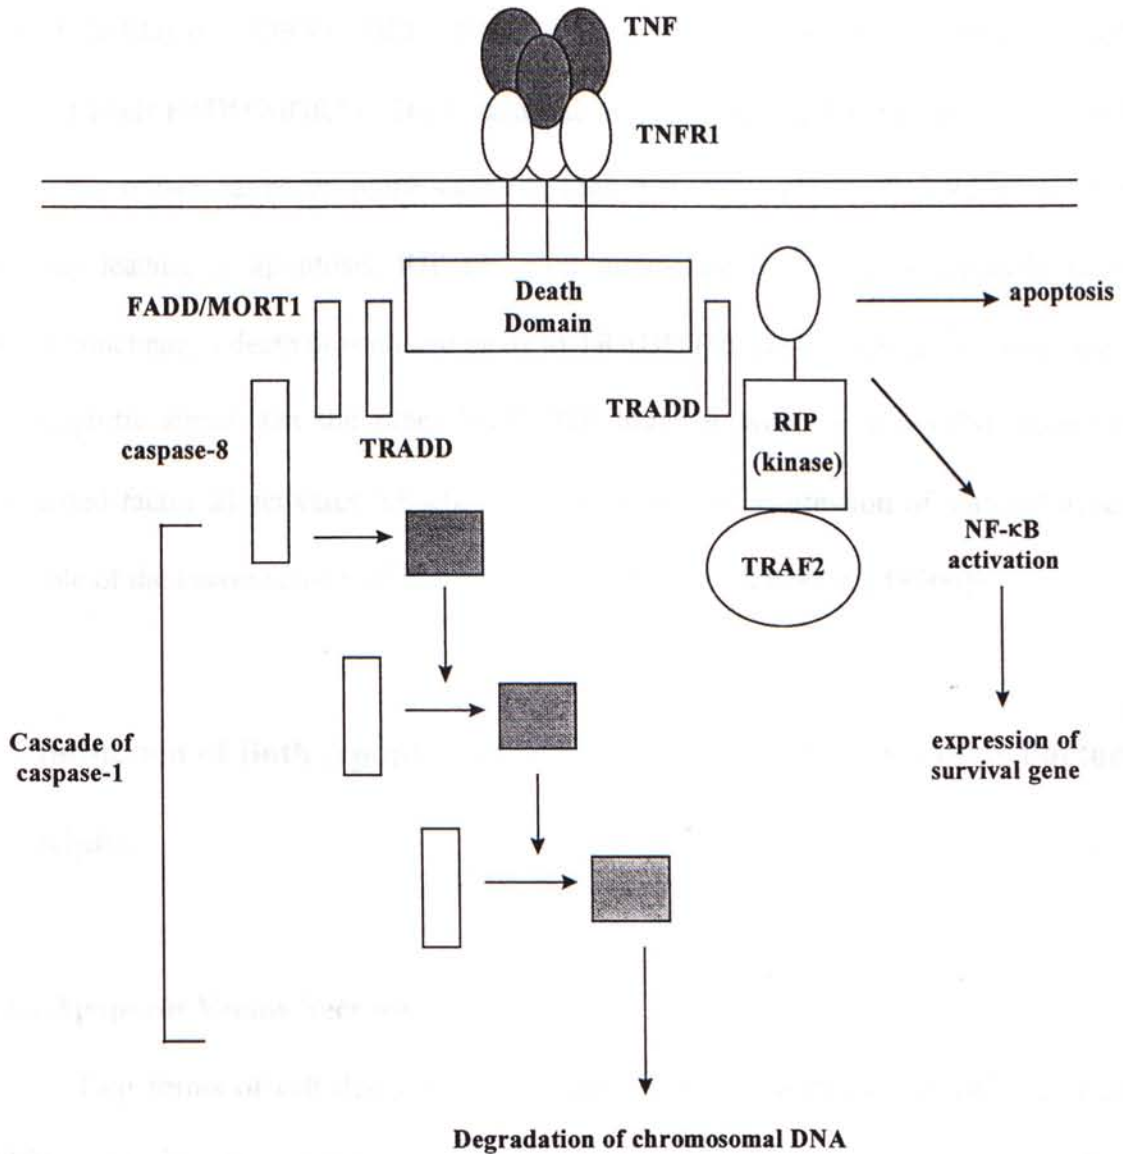 TNF
TNFR1
Death
Domain
FADD/MORT1
apoptosis
TRADD
caspase-8
TRADD
RIP
(kinase)
NF-κB
activation
TRAF2
Cascade of
caspase-1
expression of
survival gene
Degradation of chromosomal DNA